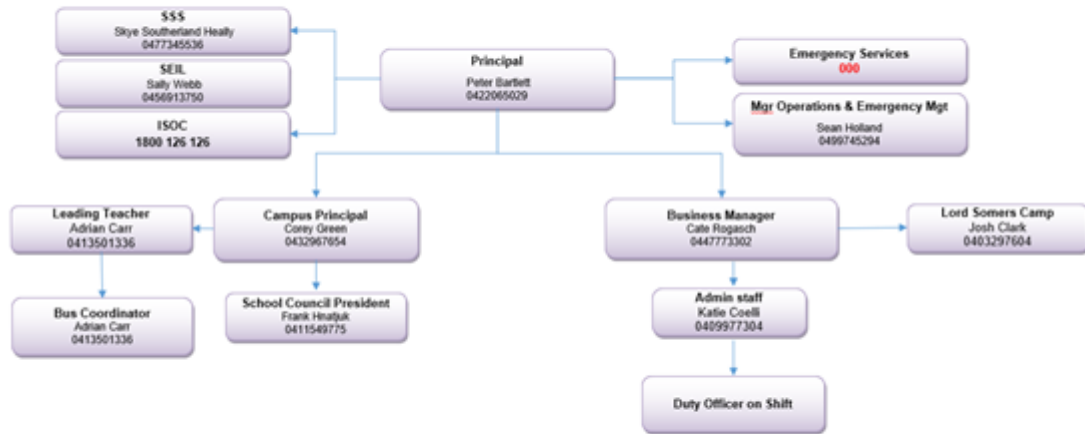 SSS
Skye Southerland Heally
0477345536
SEIL
Sally Webb
0456913750
ISOC
1800 126 126
Principal
Peter Bartlett
0422065029
Emergency Services
000
Mgr Operations & Emergency Mgt
Sean Holland
0499745294
Leading Teacher
Adrian Carr
0413501336
Campus Principal
Corey Green
0432967654
Business Manager
Cate Rogasch
0447773302
Lord Somers Camp
Josh Clark
0403297604
Bus Coordinator
Adrian Carr
0413501336
School Council President
Frank Hnatjuk
0411549775
Admin staff
Katie Coelli
0409977304
Duty Officer on Shift